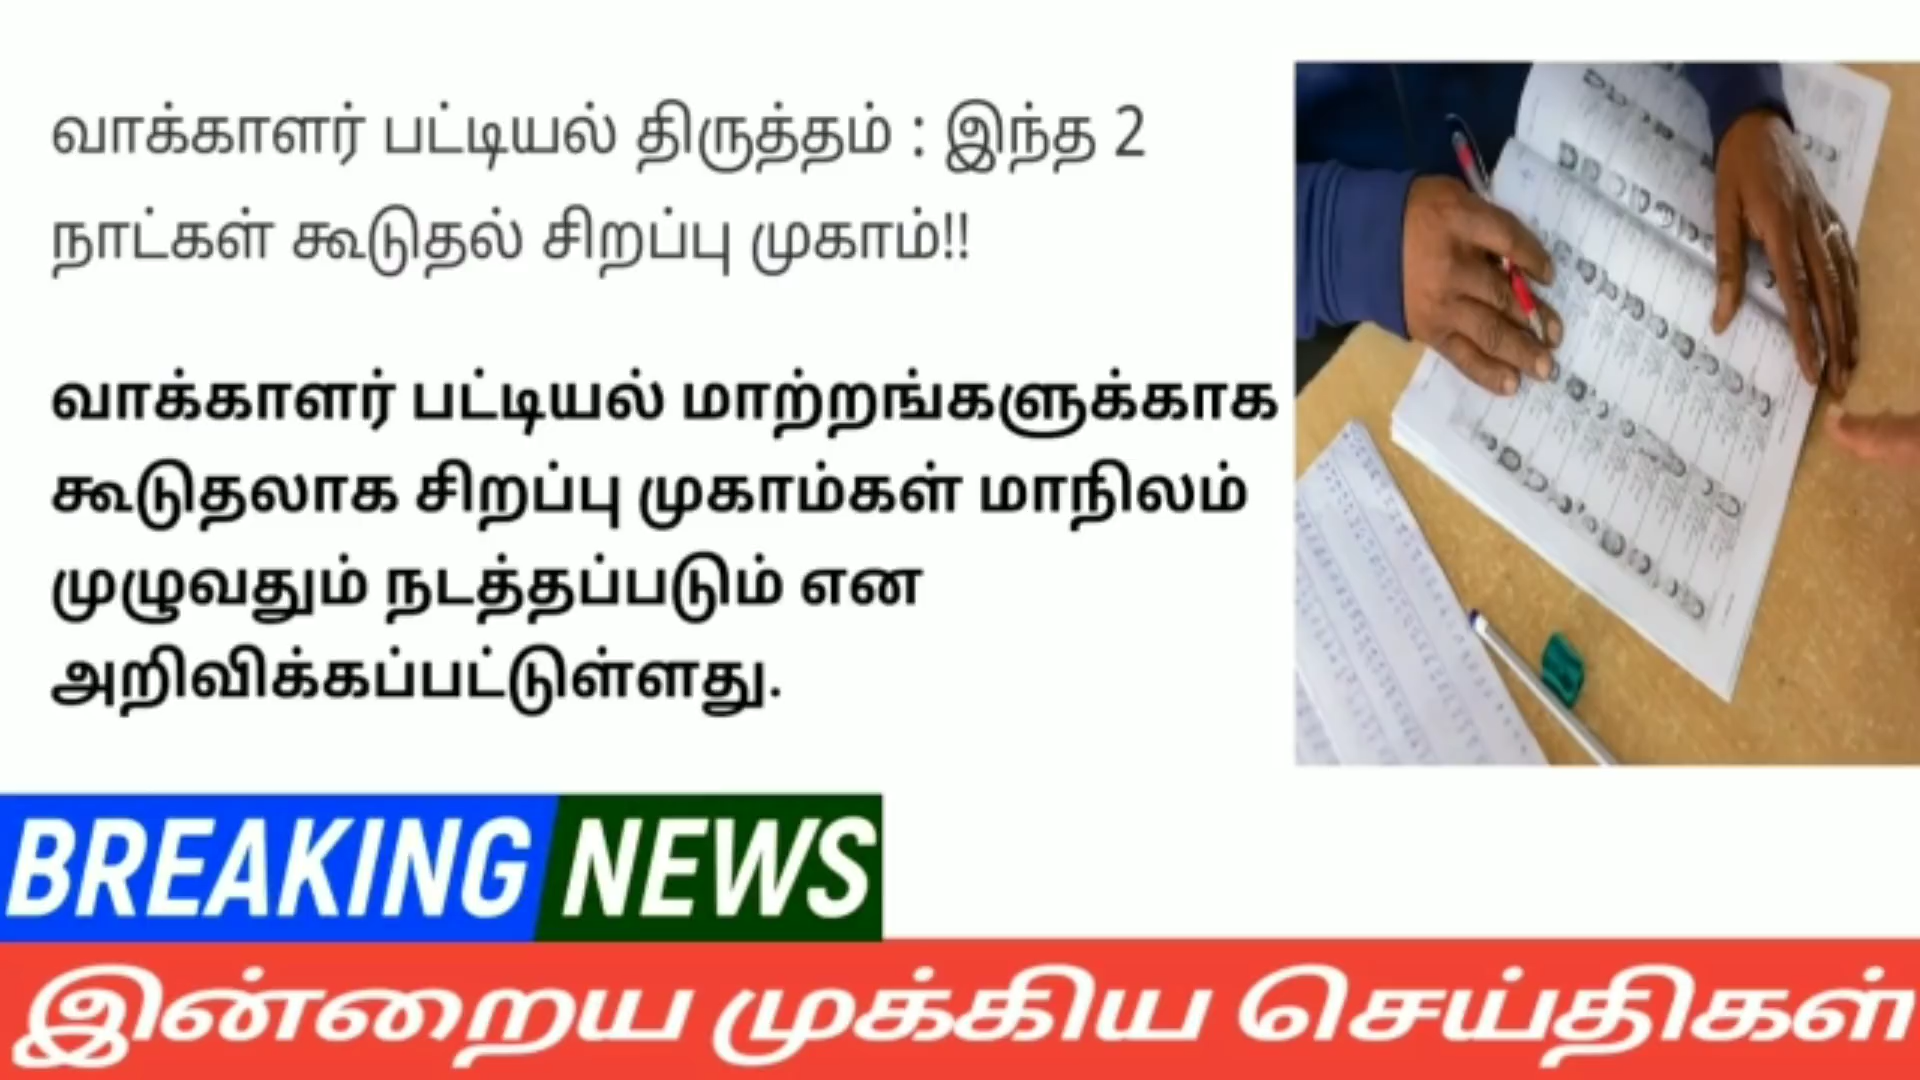 வாக்காளர் பட்டியல் திருத்தம் : இந்த 2
நாட்கள் கூடுதல் சிறப்பு முகாம்!!
வாக்காளர் பட்டியல் மாற்றங்களுக்காக
கூடுதலாக சிறப்பு முகாம்கள் மாநிலம்
முழுவதும் நடத்தப்படும் என
அறிவிக்கப்பட்டுள்ளது.
BREAKING NEWS
இன்றைய முக்கிய செய்திகள்